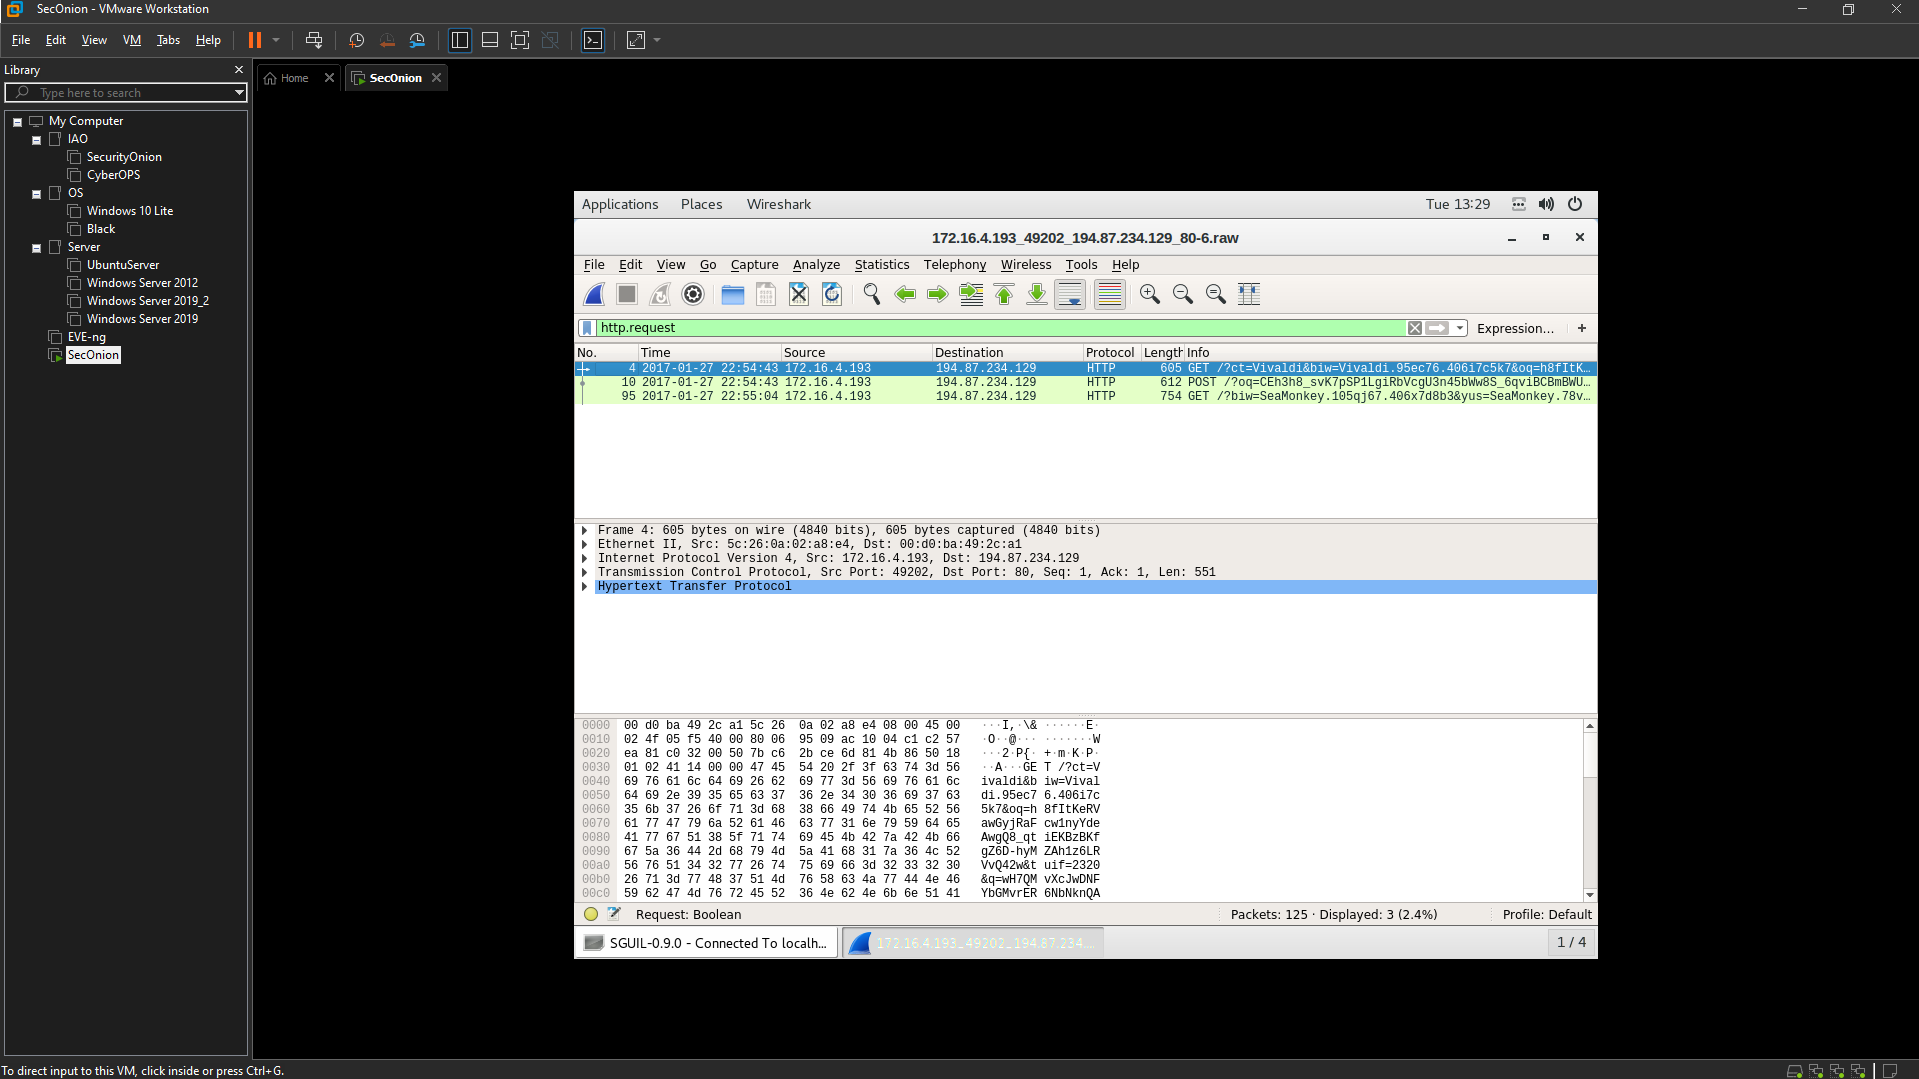 SecOnion - VMware Workstation
File Edit View VM Tabs Help
Library
Type here to search
My Computer
IAO
SecurityOnion
CyberOPS
OS
Windows 10 Lite
Black
Server
UbuntuServer
Windows Server 2012
Windows Server 2019_2
Windows Server 2019
EVE-ng
SecOnion
Home
SecOnion
Applications Places Wireshark Tue 13:29
172.16.4.193_49202_194.87.234.129_80-6.raw
File Edit View Go Capture Analyze Statistics Telephony Wireless Tools Help
http.request Expression... +
No. Time Source Destination Protocol Length Info
4 2017-01-27 22:54:43 172.16.4.193 194.87.234.129 HTTP 605 GET /?ct=Vivaldi&biw=Vivaldi.95ec76.406i7c5k7&oq=h8fItK...
10 2017-01-27 22:54:43 172.16.4.193 194.87.234.129 HTTP 612 POST /?oq=CEh3h8_svK7pSP1LgiRbVcgU3n45bWw8S_6qviBCBmBWU...
95 2017-01-27 22:55:04 172.16.4.193 194.87.234.129 HTTP 754 GET /?biw=SeaMonkey.105qj67.406x7d8b3&yus=SeaMonkey.78v...
Frame 4: 605 bytes on wire (4840 bits), 605 bytes captured (4840 bits)
Ethernet II, Src: 5c:26:0a:02:a8:e4, Dst: 00:d0:ba:49:2c:a1
Internet Protocol Version 4, Src: 172.16.4.193, Dst: 194.87.234.129
Transmission Control Protocol, Src Port: 49202, Dst Port: 80, Seq: 1, Ack: 1, Len: 551
Hypertext Transfer Protocol
0000 00 d0 ba 49 2c a1 5c 26 0a 02 a8 e4 08 00 45 00 ···I,·\& ······E·
0010 02 4f 05 f5 40 00 80 06 95 09 ac 10 04 c1 c2 57 ·O··@··· ·······W
0020 ea 81 c0 32 00 50 7b c6 2b ce 6d 81 4b 86 50 18 ···2·P{· +·m·K·P·
0030 01 02 41 14 00 00 47 45 54 20 2f 3f 63 74 3d 56 ··A···GE T /?ct=V
0040 69 76 61 6c 64 69 26 62 69 77 3d 56 69 76 61 6c ivaldi&b iw=Vival
0050 64 69 2e 39 35 65 63 37 36 2e 34 30 36 69 37 63 di.95ec7 6.406i7c
0060 35 6b 37 26 6f 71 3d 68 38 66 49 74 4b 65 52 56 5k7&oq=h 8fItKeRV
0070 61 77 47 79 6a 52 61 46 63 77 31 6e 79 59 64 65 awGyjRaF cw1nyYde
0080 41 77 67 51 38 5f 71 74 69 45 4b 42 7a 42 4b 66 AwgQ8_qt iEKBzBKf
0090 67 5a 36 44 2d 68 79 4d 5a 41 68 31 7a 36 4c 52 gZ6D-hyM ZAh1z6LR
00a0 56 76 51 34 32 77 26 74 75 69 66 3d 32 33 32 30 VvQ42w&t uif=2320
00b0 26 71 3d 77 48 37 51 4d 76 58 63 4a 77 44 4e 46 &q=wH7QM vXcJwDNF
00c0 59 62 47 4d 76 72 45 52 36 4e 62 4e 6b 6e 51 41 YbGMvrER 6NbNknQA
Request: Boolean Packets: 125 · Displayed: 3 (2.4%) Profile: Default
SGUIL-0.9.0 - Connected To localh... 172.16.4.193_49202_194.87.234... 1 / 4
To direct input to this VM, click inside or press Ctrl+G.